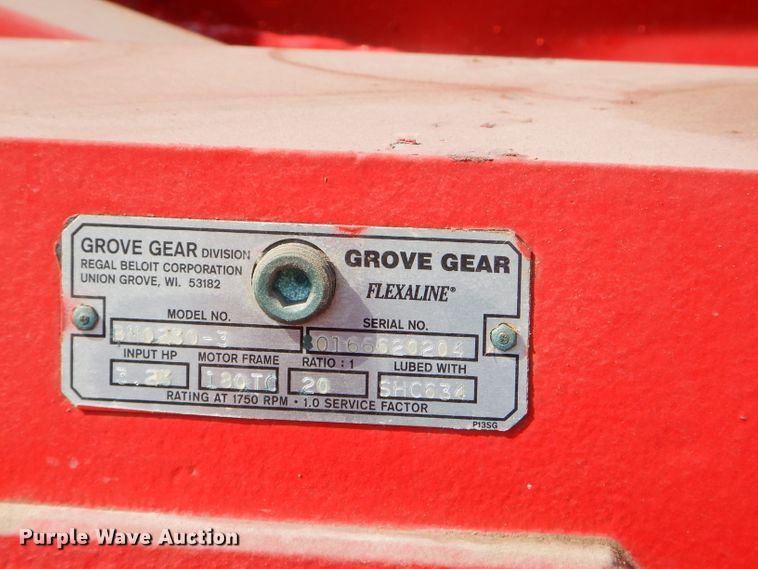 GROVE GEAR DIVISION
REGAL BELOIT CORPORATION
UNION GROVE, WI. 53182
GROVE GEAR
FLEXALINE®
MODEL NO.
SERIAL NO.
0166620204
INPUT HP
MOTOR FRAME
RATIO : 1
LUBED WITH
180TC
20
SHC634
RATING AT 1750 RPM • 1.0 SERVICE FACTOR
P13SG
Purple Wave Auction